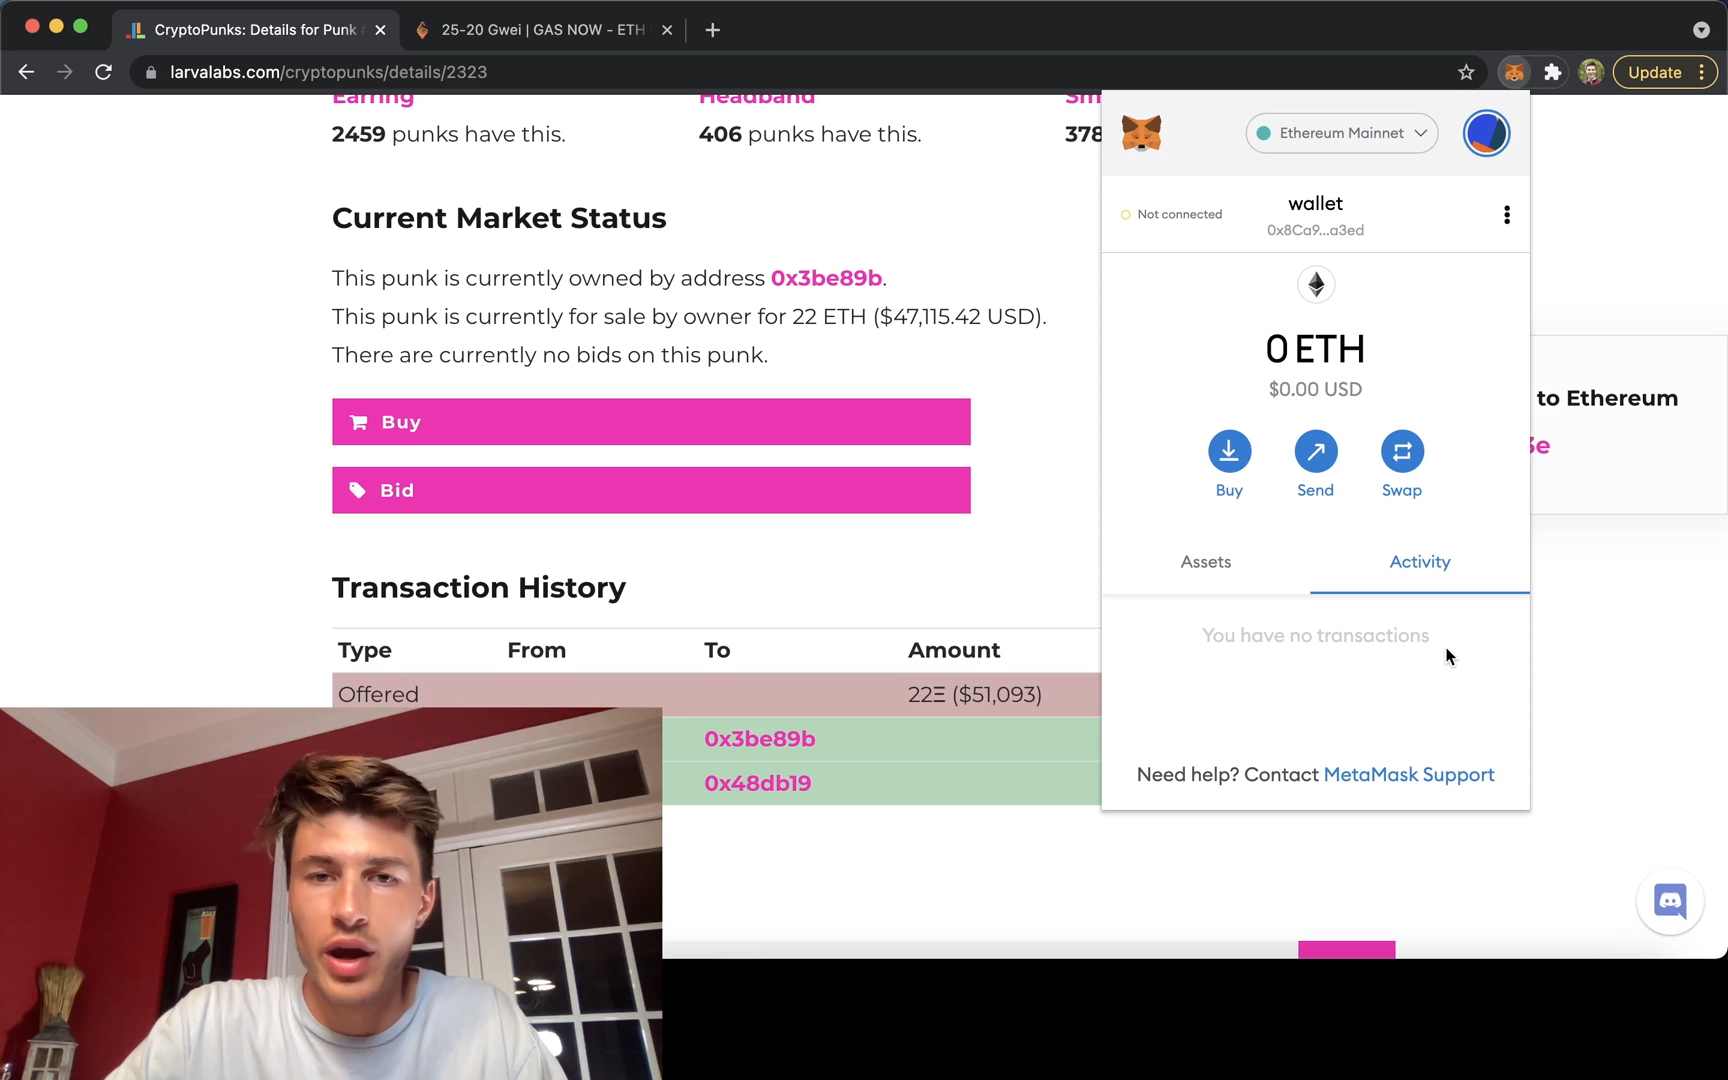 CryptoPunks: Details for Punk
25-20 Gwei | GAS NOW - ETH
larvalabs.com/cryptopunks/details/2323
Update
Earring
Headband
2459 punks have this.
406 punks have this.
378
Ethereum Mainnet
Not connected
wallet
0x8Ca9...a3ed
Current Market Status
This punk is currently owned by address 0x3be89b.
This punk is currently for sale by owner for 22 ETH ($47,115.42 USD).
There are currently no bids on this punk.
0 ETH
$0.00 USD
to Ethereum
Buy
Bid
Buy
Send
Swap
Assets
Activity
You have no transactions
Need help? Contact MetaMask Support
Transaction History
Type
From
To
Amount
Offered
22Ξ ($51,093)
0x3be89b
0x48db19